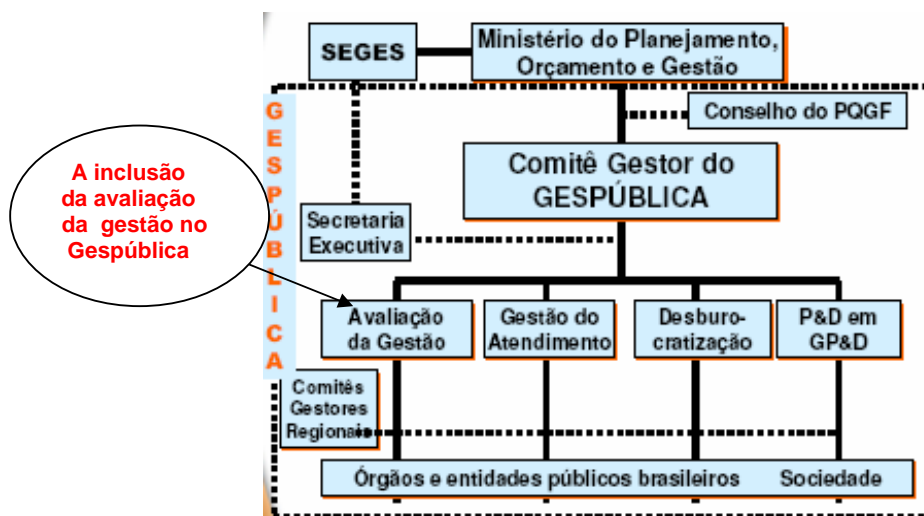 SEGES
Ministério do Planejamento,
Orçamento e Gestão
GESPÚBLICA
Conselho do PQGF
A inclusão
da avaliação
da gestão no
Gespública
Comitê Gestor do
GESPÚBLICA
Secretaria
Executiva
Avaliação
da Gestão
Gestão do
Atendimento
Desburo-
cratização
P&D em
GP&D
Comitês
Gestores
Regionais
Órgãos e entidades públicos brasileiros Sociedade